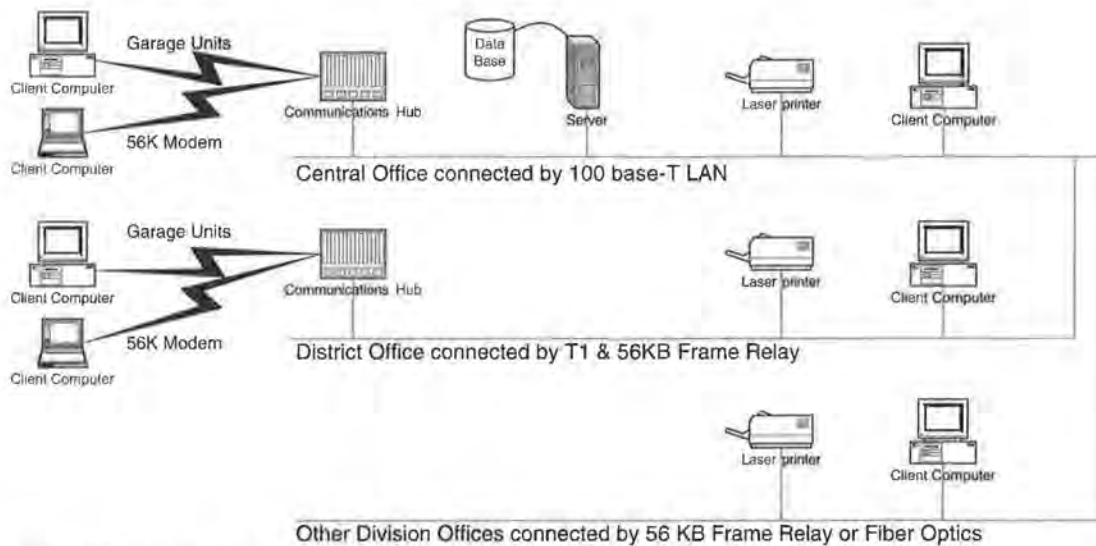 Garage Units
Data
Base
Client Computer
Communications Hub
Server
Laser printer
Client Computer
56K Modem
Client Computer
Central Office connected by 100 base-T LAN
Garage Units
Client Computer
Communications Hub
Laser printer
Client Computer
56K Modem
Client Computer
District Office connected by T1 & 56KB Frame Relay
Laser printer
Client Computer
Other Division Offices connected by 56 KB Frame Relay or Fiber Optics